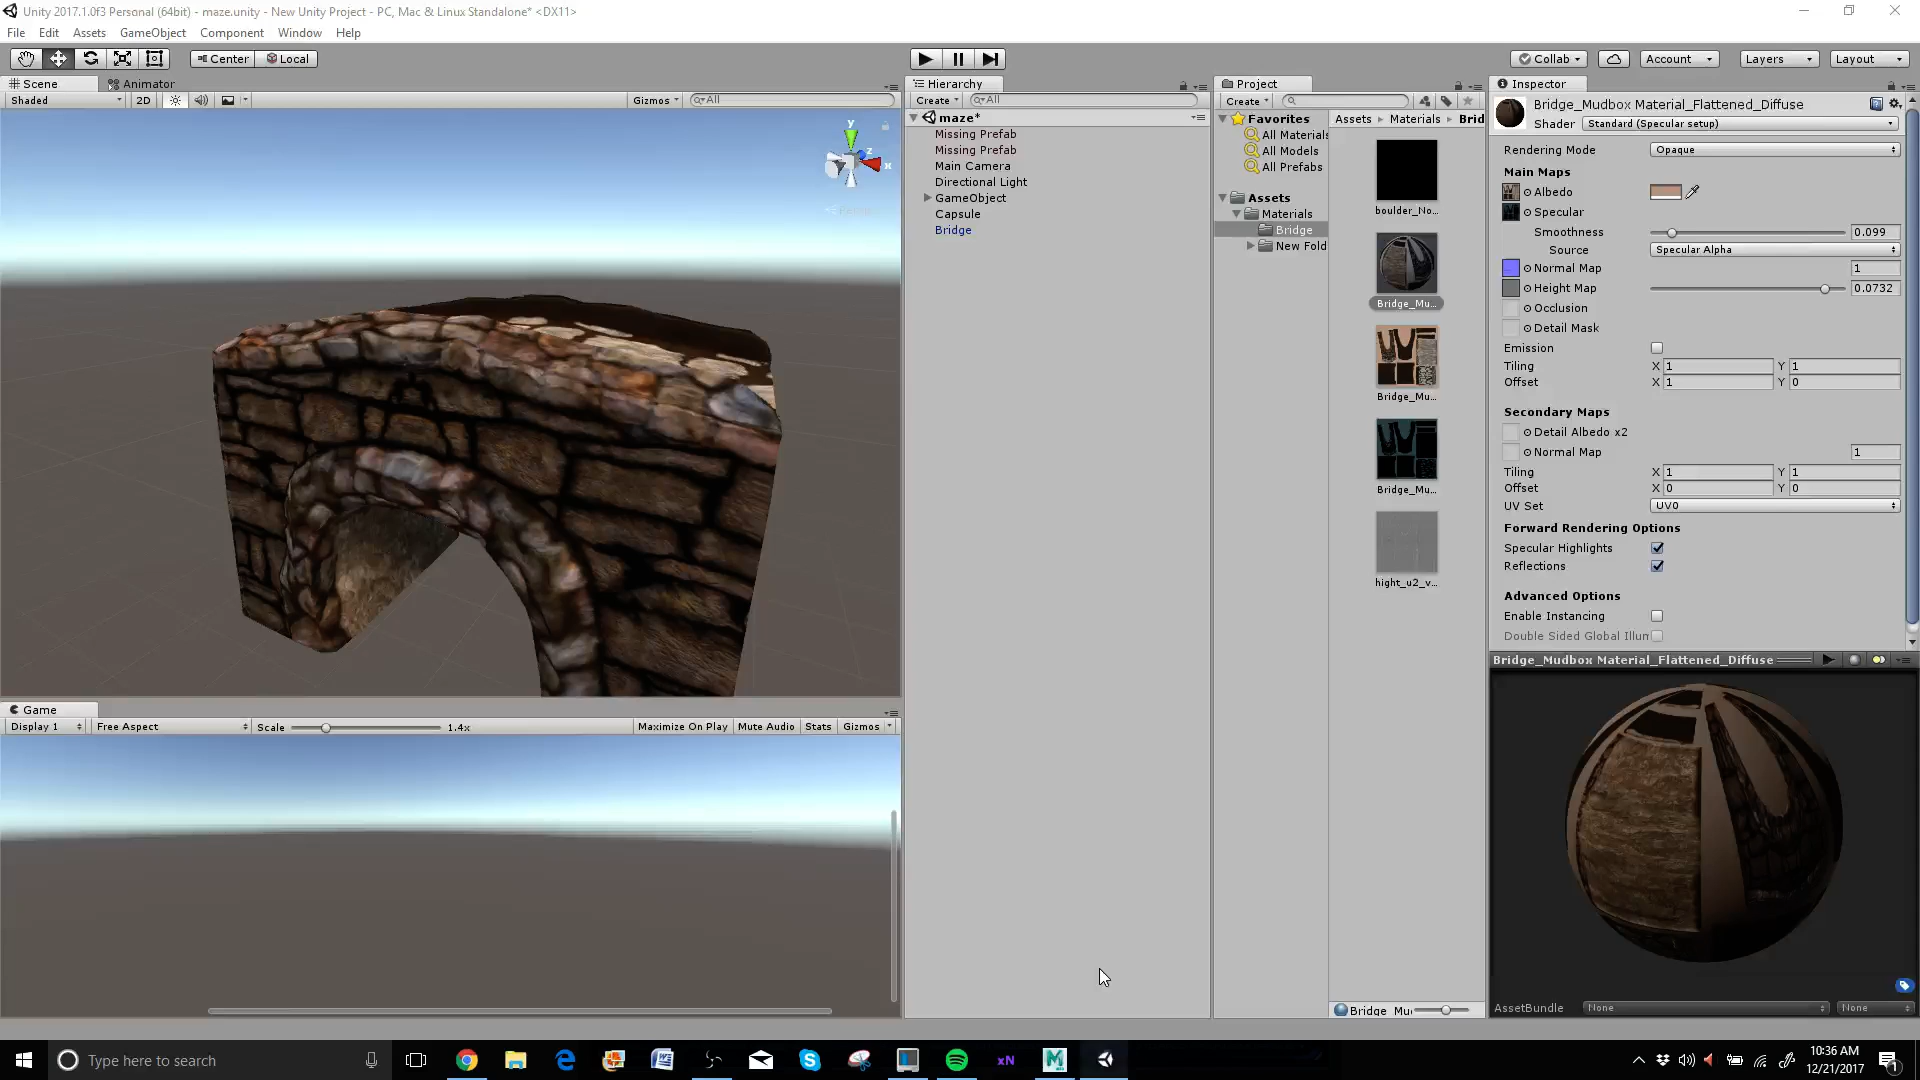 Unity 2017.1.0f3 Personal (64bit) - maze.unity - New Unity Project - PC, Mac & Linux Standalone* <DX11>
File Edit Assets GameObject Component Window Help
Center Local
Collab Account Layers Layout
Scene Animator
Shaded 2D Gizmos All
y
z
x
Game
Display 1 Free Aspect Scale 1.4x Maximize On Play Mute Audio Stats Gizmos
Hierarchy
Create All
maze*
Missing Prefab
Missing Prefab
Main Camera
Directional Light
GameObject
Capsule
Bridge
Project
Create
Favorites
All Materials
All Models
All Prefabs
Assets
Materials
Bridge
New Fold
Assets Materials Brid
boulder_No...
Bridge_Mu...
Bridge_Mu...
Bridge_Mu...
hight_u2_v...
Bridge_Mu
Inspector
Bridge_Mudbox Material_Flattened_Diffuse
Shader Standard (Specular setup)
Rendering Mode Opaque
Main Maps
Albedo
Specular
Smoothness 0.099
Source Specular Alpha
Normal Map 1
Height Map 0.0732
Occlusion
Detail Mask
Emission
Tiling X 1 Y 1
Offset X 1 Y 0
Secondary Maps
Detail Albedo x2
Normal Map 1
Tiling X 1 Y 1
Offset X 0 Y 0
UV Set UV0
Forward Rendering Options
Specular Highlights
Reflections
Advanced Options
Enable Instancing
Double Sided Global Illum
Bridge_Mudbox Material_Flattened_Diffuse
AssetBundle None None
Type here to search
xN
10:36 AM
12/21/2017
1